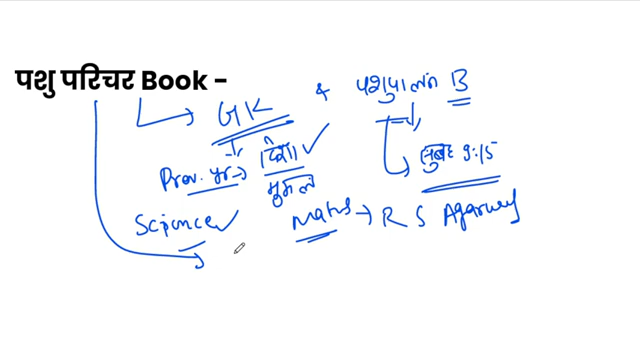 पशु परिचर Book -
GK & पशुपालन B
Prev. yr → दिशा
सुबह 9:15
भूगोल
Science
Maths → R S Agarwal